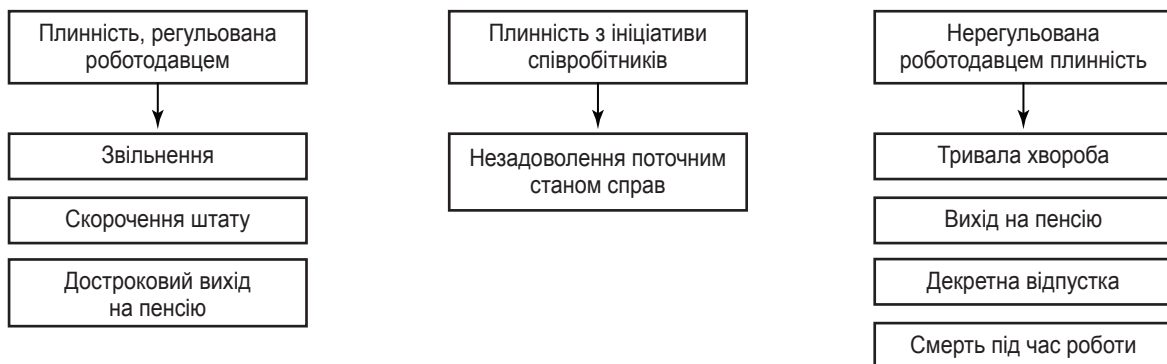 Плинність, регульована
роботодавцем
Звільнення
Скорочення штату
Достроковий вихід
на пенсію
Плинність з ініціативи
співробітників
Незадоволення поточним
станом справ
Нерегульована
роботодавцем плинність
Тривала хвороба
Вихід на пенсію
Декретна відпустка
Смерть під час роботи